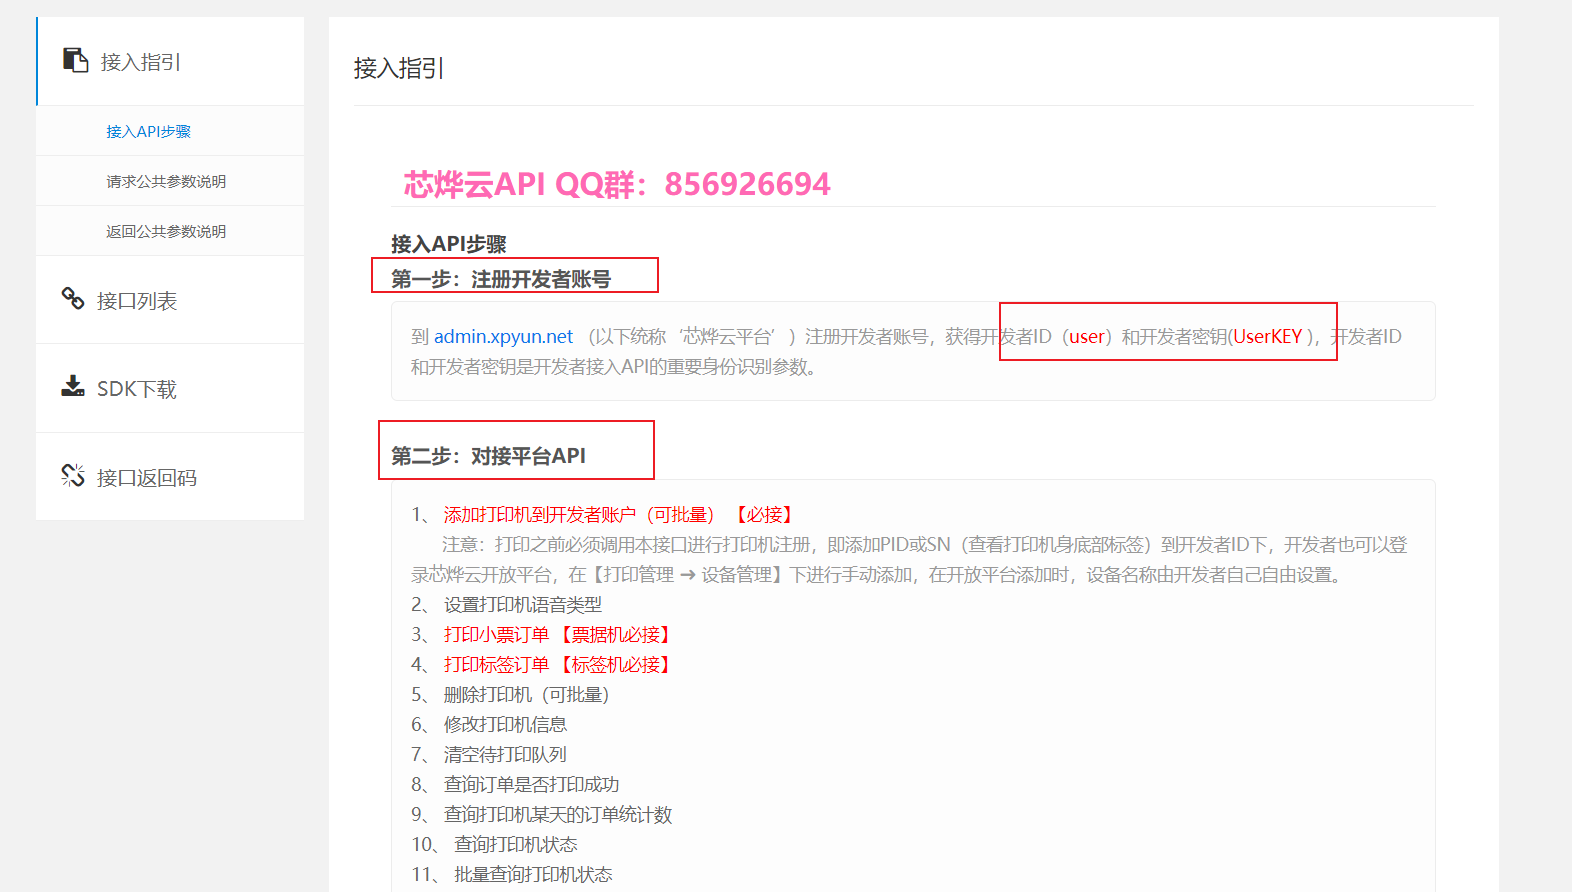 接入指引
接入API步骤
请求公共参数说明
返回公共参数说明
接口列表
SDK下载
接口返回码
接入指引
芯烨云API QQ群：856926694
接入API步骤
第一步：注册开发者账号
到 admin.xpyun.net （以下统称‘芯烨云平台’）注册开发者账号，获得开发者ID（user）和开发者密钥(UserKEY )，开发者ID
和开发者密钥是开发者接入API的重要身份识别参数。
第二步：对接平台API
1、 添加打印机到开发者账户（可批量）【必接】
注意：打印之前必须调用本接口进行打印机注册，即添加PID或SN（查看打印机身底部标签）到开发者ID下，开发者也可以登
录芯烨云开放平台，在【打印管理 ➔ 设备管理】下进行手动添加，在开放平台添加时，设备名称由开发者自己自由设置。
2、 设置打印机语音类型
3、 打印小票订单 【票据机必接】
4、 打印标签订单 【标签机必接】
5、 删除打印机（可批量）
6、 修改打印机信息
7、 清空待打印队列
8、 查询订单是否打印成功
9、 查询打印机某天的订单统计数
10、 查询打印机状态
11、 批量查询打印机状态